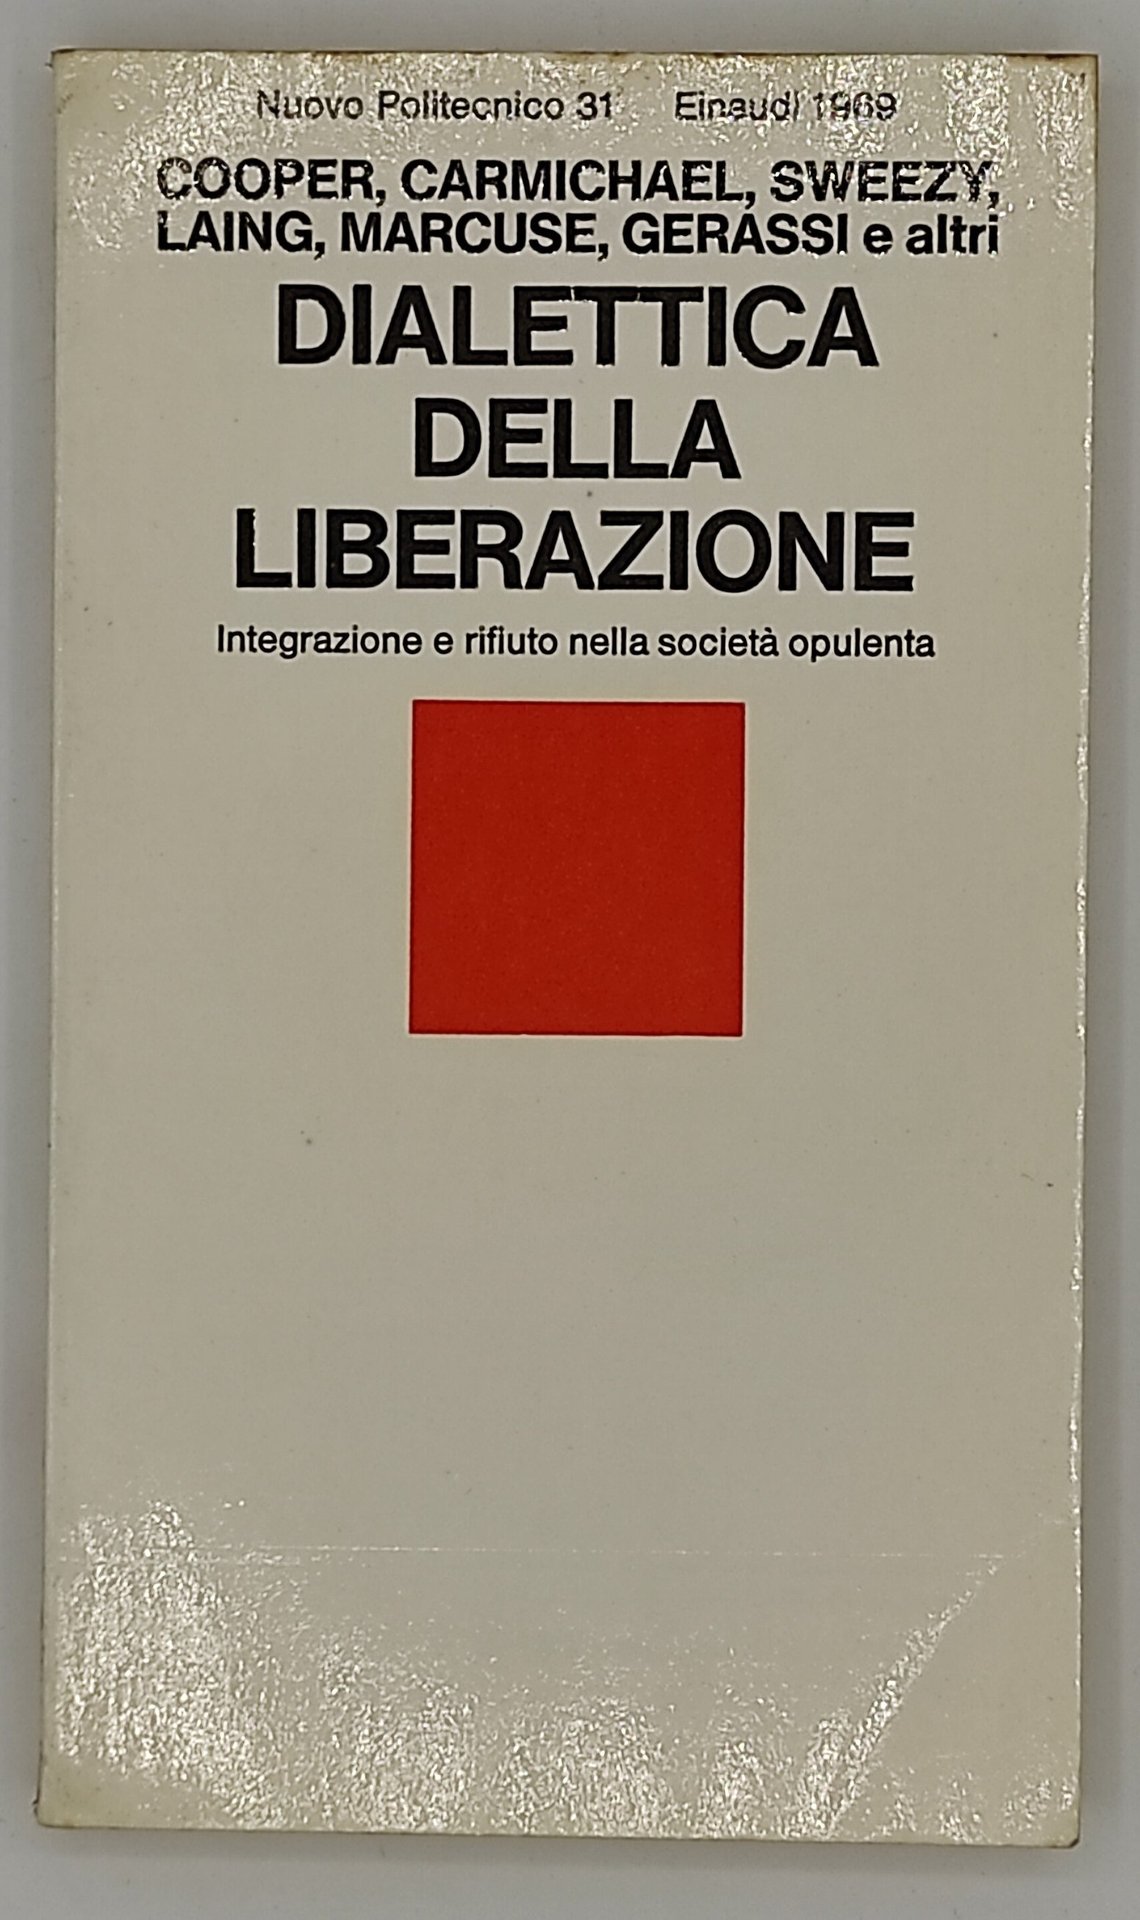 Nuovo Politecnico 31 Einaudi 1969
COOPER, CARMICHAEL, SWEEZY,
LAING, MARCUSE, GERASSI e altri
DIALETTICA
DELLA
LIBERAZIONE
Integrazione e rifiuto nella società opulenta